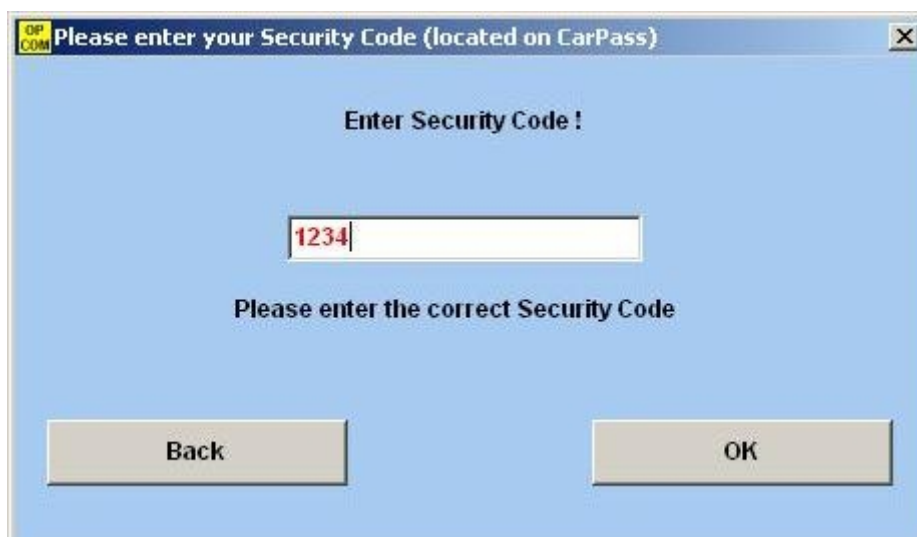 OP
COM
Please enter your Security Code (located on CarPass)
Enter Security Code !
1234
Please enter the correct Security Code
Back
OK